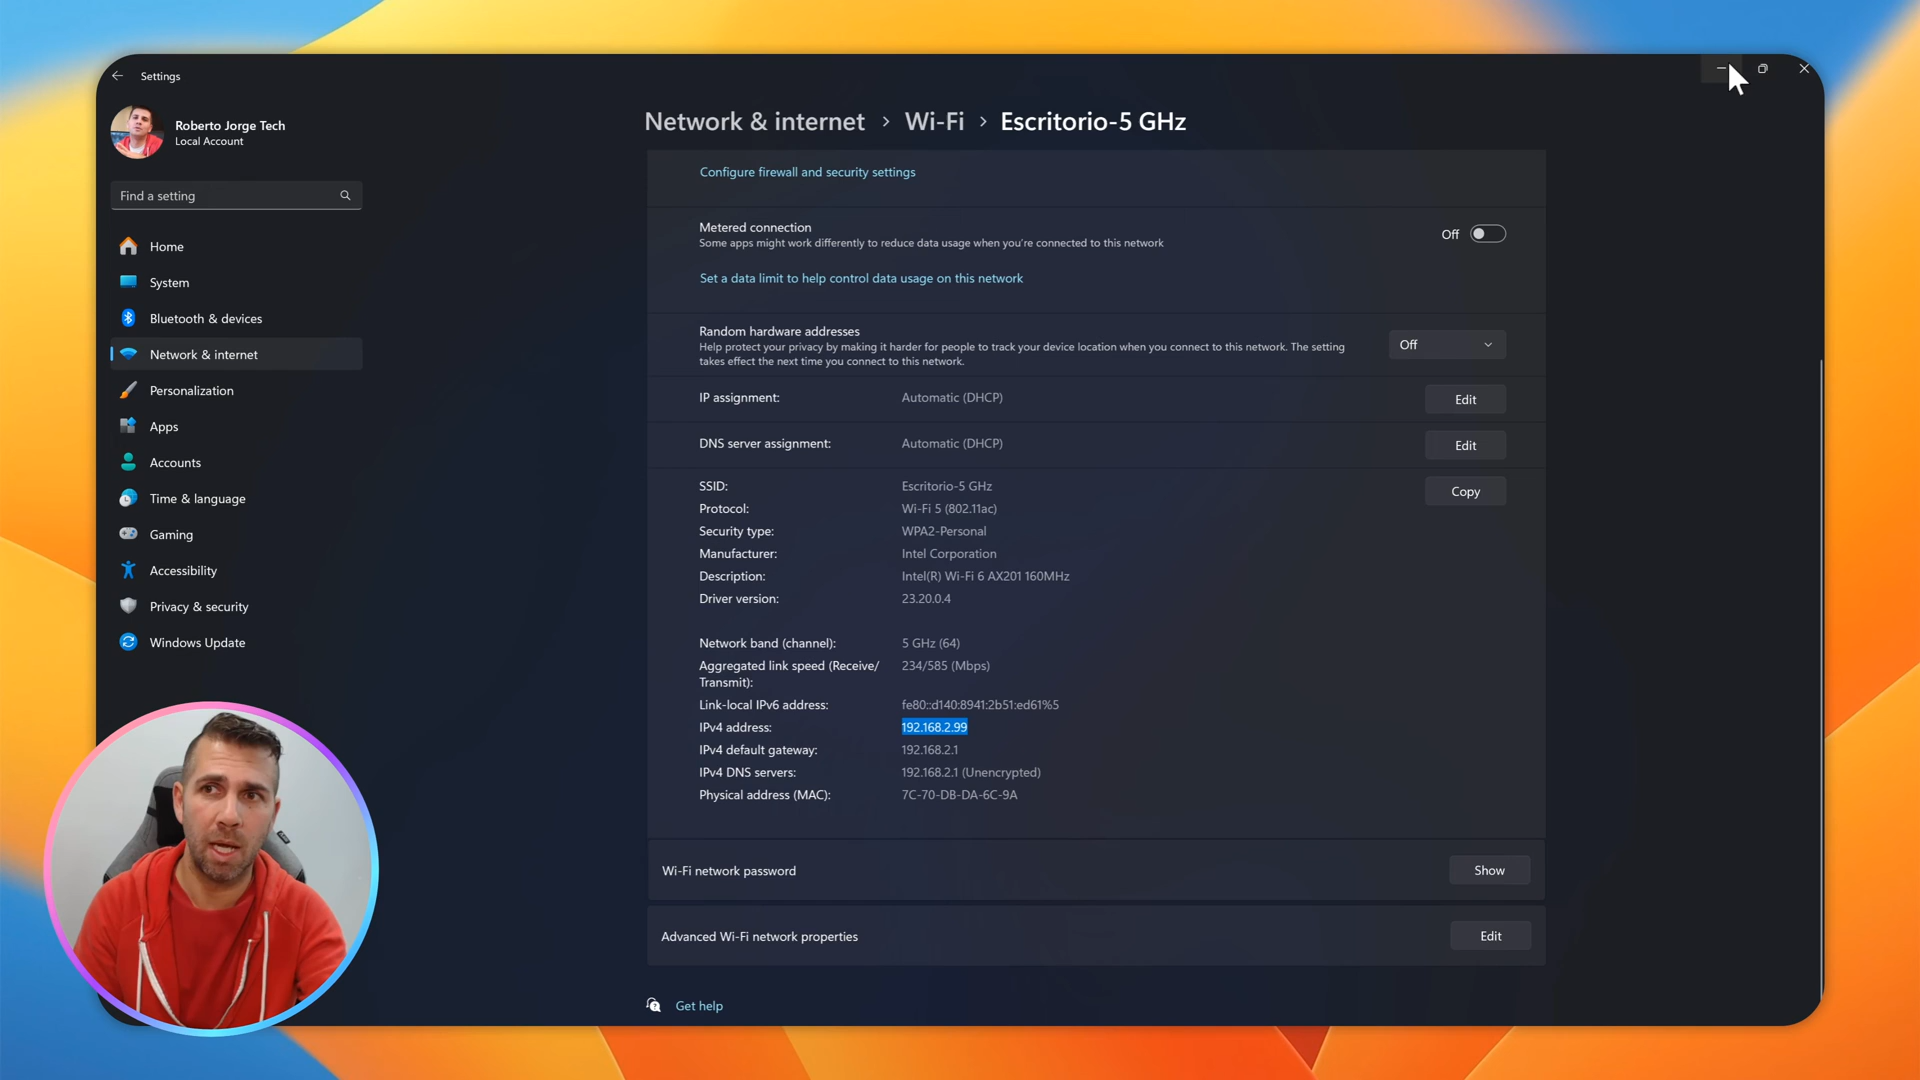 Settings
Roberto Jorge Tech
Local Account
Find a setting
Home
System
Bluetooth & devices
Network & internet
Personalization
Apps
Accounts
Time & language
Gaming
Accessibility
Privacy & security
Windows Update
Network & internet > Wi-Fi > Escritorio-5 GHz
Configure firewall and security settings
Metered connection
Some apps might work differently to reduce data usage when you're connected to this network
Off
Set a data limit to help control data usage on this network
Random hardware addresses
Help protect your privacy by making it harder for people to track your device location when you connect to this network. The setting
takes effect the next time you connect to this network.
Off
IP assignment: Automatic (DHCP) Edit
DNS server assignment: Automatic (DHCP) Edit
SSID: Escritorio-5 GHz Copy
Protocol: Wi-Fi 5 (802.11ac)
Security type: WPA2-Personal
Manufacturer: Intel Corporation
Description: Intel(R) Wi-Fi 6 AX201 160MHz
Driver version: 23.20.0.4
Network band (channel): 5 GHz (64)
Aggregated link speed (Receive/ 234/585 (Mbps)
Transmit):
Link-local IPv6 address: fe80::d140:8941:2b51:ed61%5
IPv4 address: 192.168.2.99
IPv4 default gateway: 192.168.2.1
IPv4 DNS servers: 192.168.2.1 (Unencrypted)
Physical address (MAC): 7C-70-DB-DA-6C-9A
Wi-Fi network password Show
Advanced Wi-Fi network properties Edit
Get help